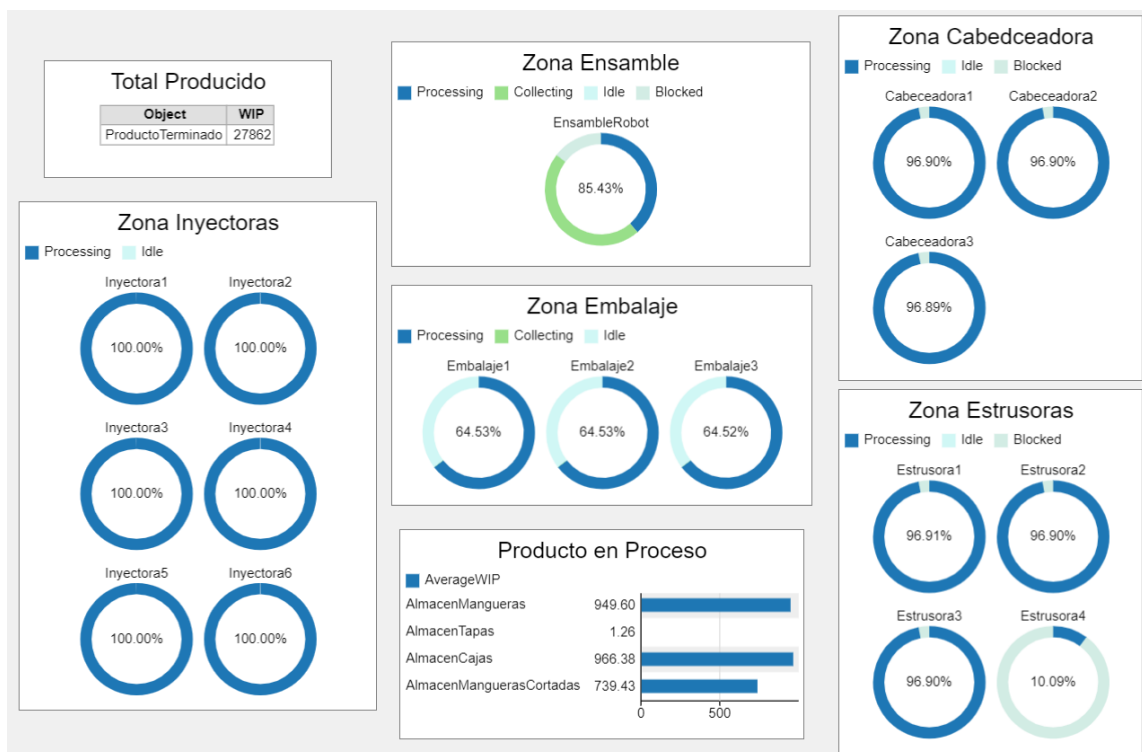 Total Producido
Object WIP
ProductoTerminado 27862
Zona Inyectoras
Processing Idle
Inyectora1 Inyectora2
100.00% 100.00%
Inyectora3 Inyectora4
100.00% 100.00%
Inyectora5 Inyectora6
100.00% 100.00%
Zona Ensamble
Processing Collecting Idle Blocked
EnsambleRobot
85.43%
Zona Embalaje
Processing Collecting Idle
Embalaje1 Embalaje2 Embalaje3
64.53% 64.53% 64.52%
Producto en Proceso
AverageWIP
AlmacenMangueras 949.60
AlmacenTapas 1.26
AlmacenCajas 966.38
AlmacenManguerasCortadas 739.43
0 500
Zona Cabedceadora
Processing Idle Blocked
Cabeceadora1 Cabeceadora2
96.90% 96.90%
Cabeceadora3
96.89%
Zona Estrusoras
Processing Idle Blocked
Estrusora1 Estrusora2
96.91% 96.90%
Estrusora3 Estrusora4
96.90% 10.09%